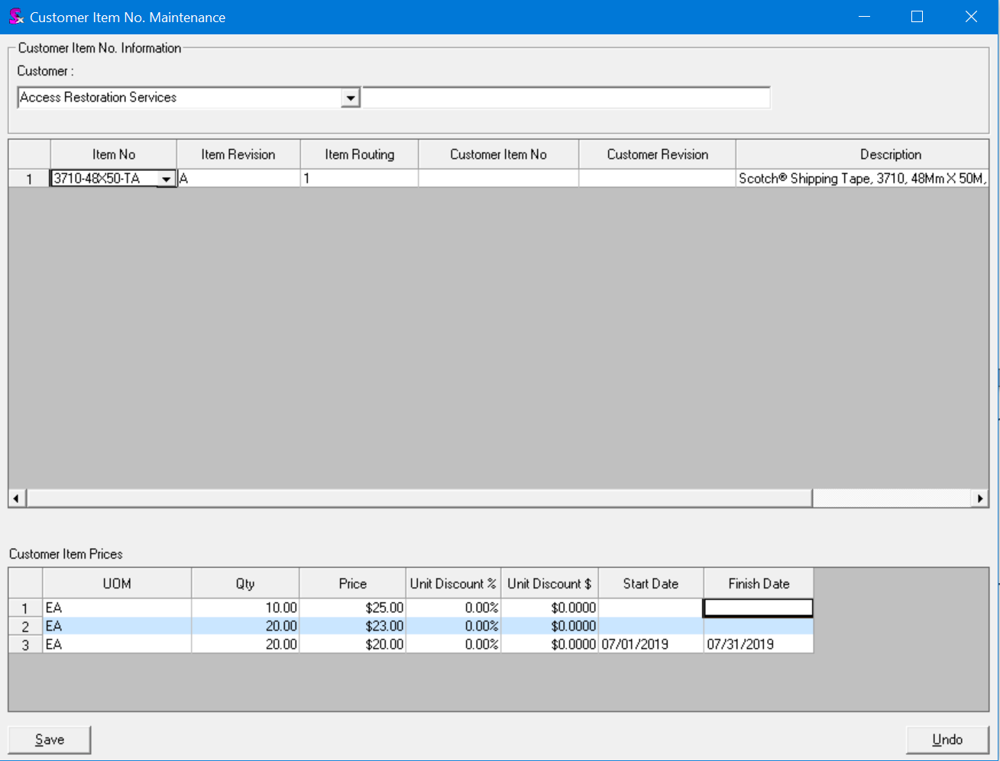 Customer Item No. Maintenance
Customer Item No. Information
Customer :
Access Restoration Services
Item No Item Revision Item Routing Customer Item No Customer Revision Description
1 3710-48X50-TA A 1 Scotch® Shipping Tape, 3710, 48Mm X 50M,
Customer Item Prices
UOM Qty Price Unit Discount % Unit Discount $ Start Date Finish Date
1 EA 10.00 $25.00 0.00% $0.0000
2 EA 20.00 $23.00 0.00% $0.0000
3 EA 20.00 $20.00 0.00% $0.0000 07/01/2019 07/31/2019
Save Undo